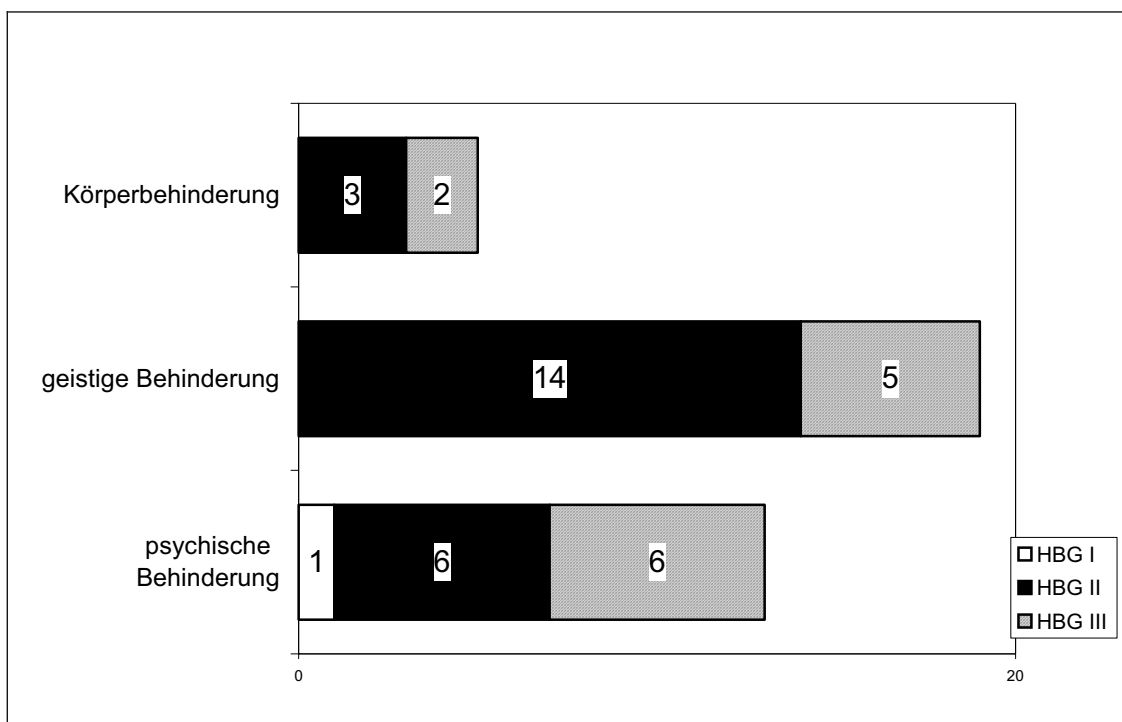 Körperbehinderung
3
2
geistige Behinderung
14
5
psychische
Behinderung
1
6
6
HBG I
HBG II
HBG III
0
20